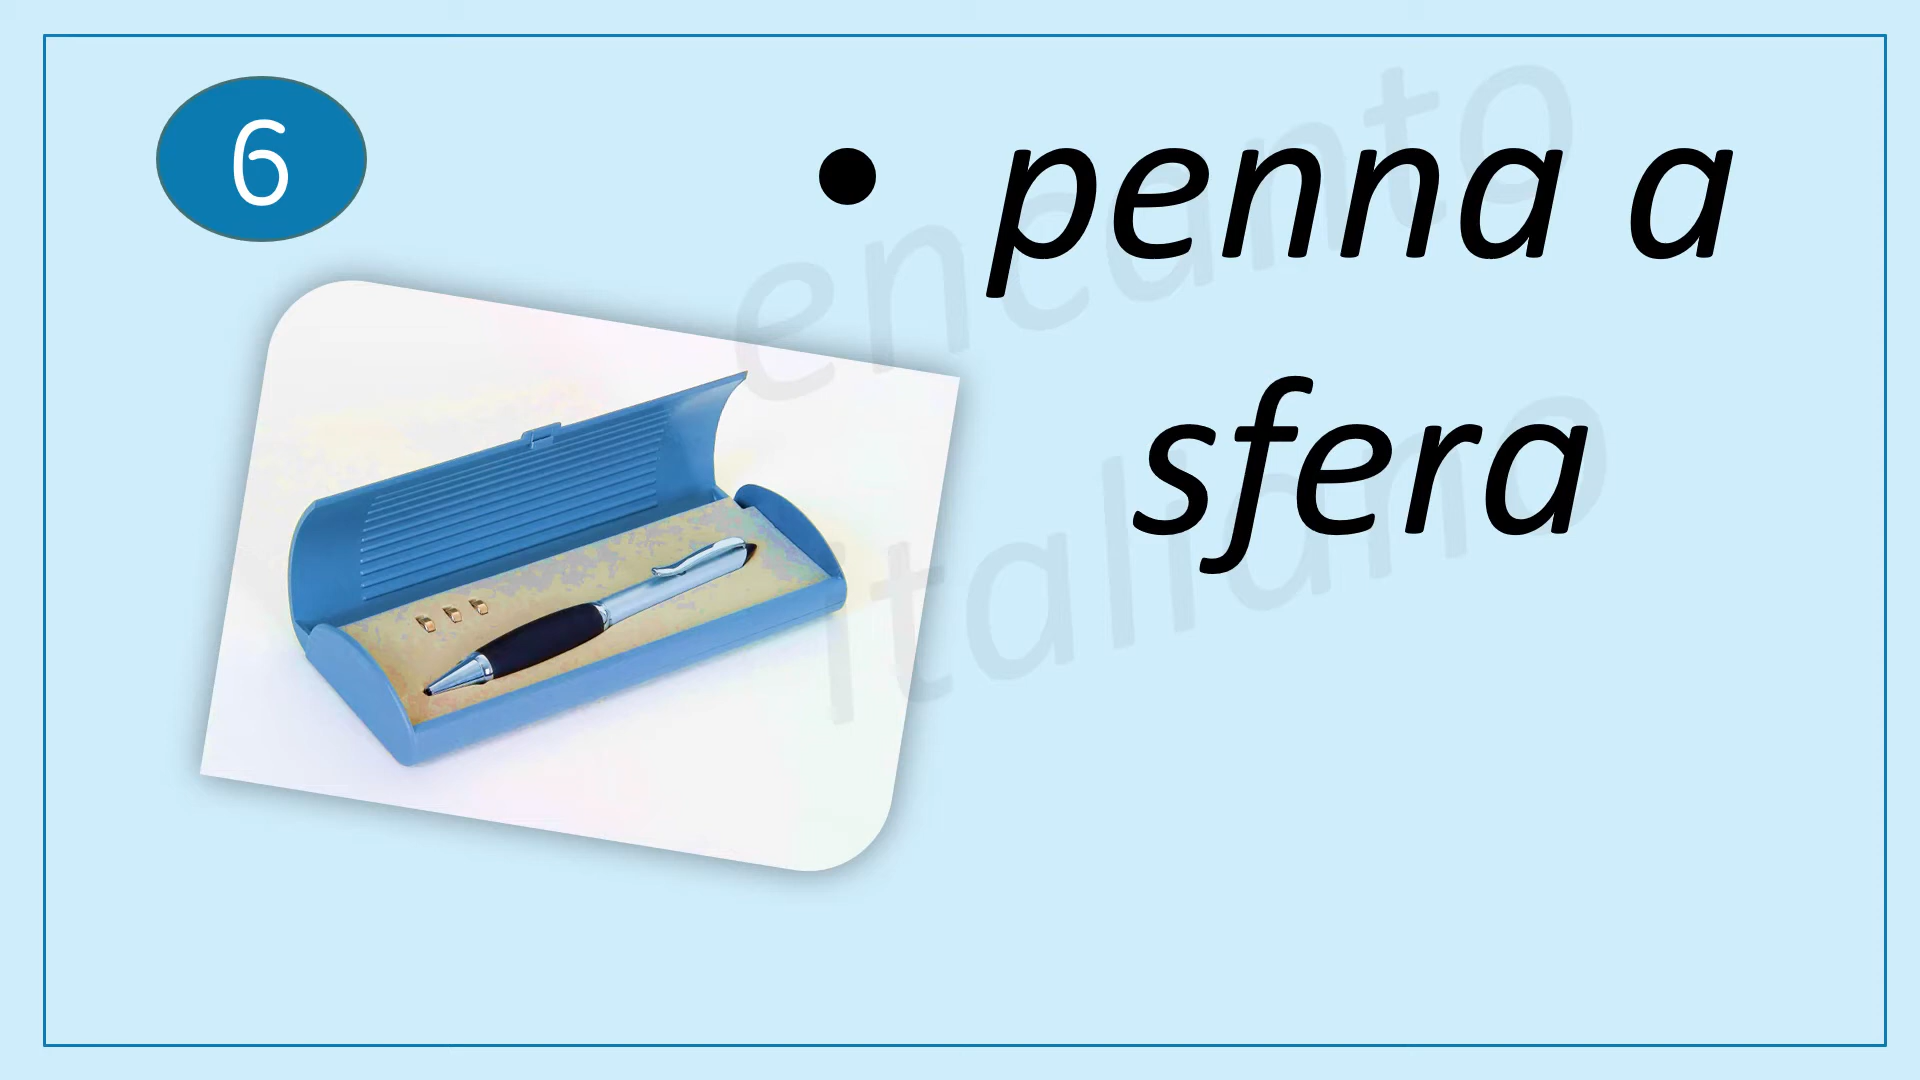 6
• penna a
sfera
encanto
italiano